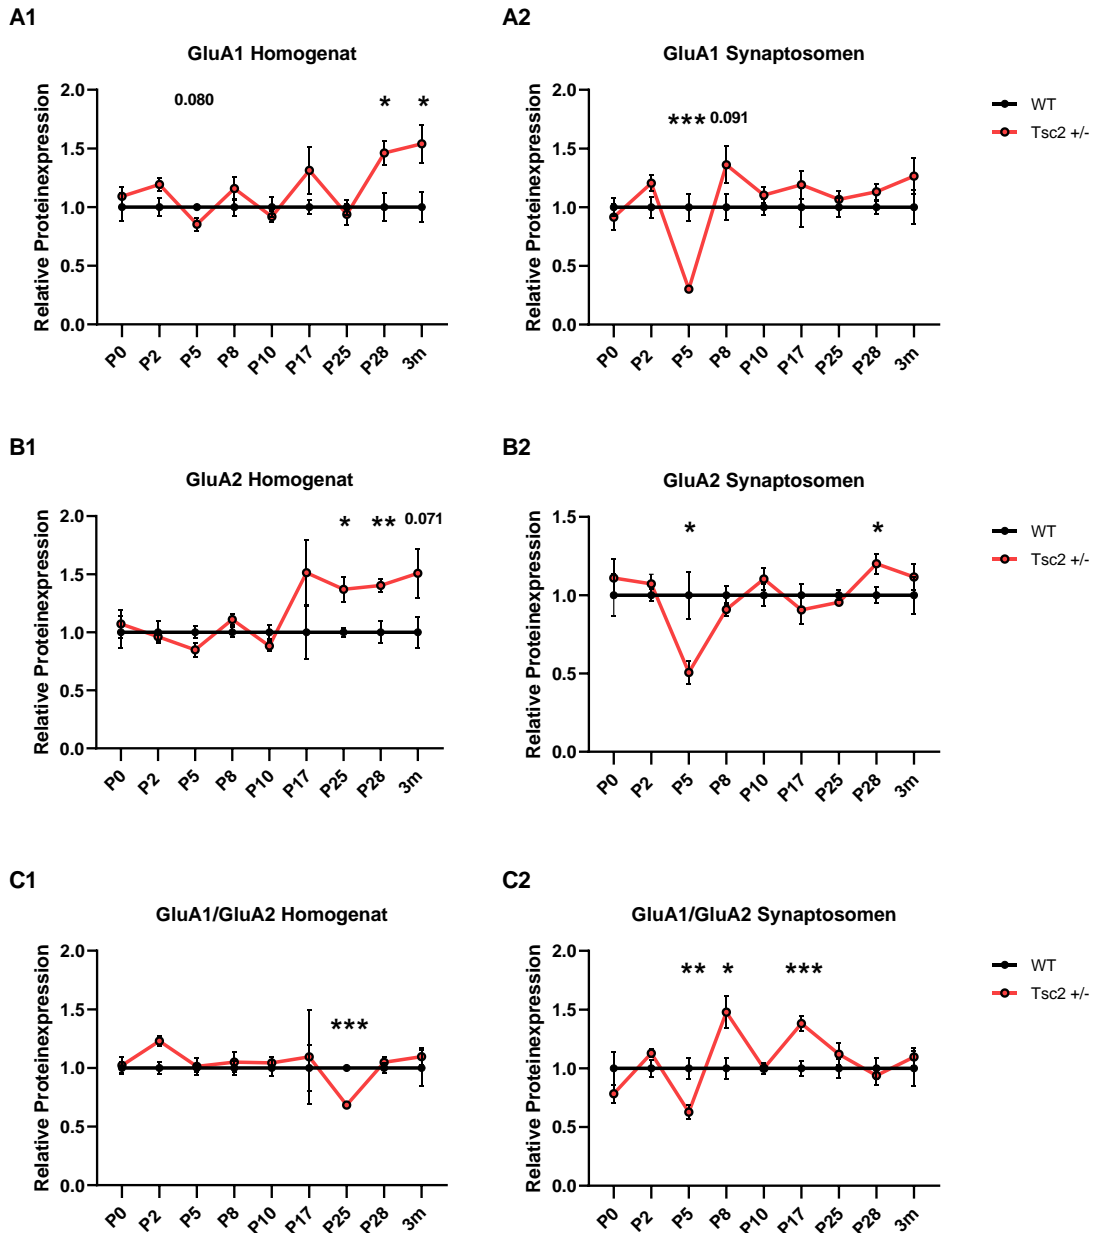 A1
A2
GluA1 Homogenat
GluA1 Synaptosomen
Relative Proteinexpression
2.0
1.5
1.0
0.5
0.0
0.080
*
*
P0
P2
P5
P8
P10
P17
P25
P28
3m
Relative Proteinexpression
2.0
1.5
1.0
0.5
0.0
***
0.091
P0
P2
P5
P8
P10
P17
P25
P28
3m
WT
Tsc2 +/-
B1
B2
GluA2 Homogenat
GluA2 Synaptosomen
Relative Proteinexpression
2.0
1.5
1.0
0.5
0.0
*
**
0.071
P0
P2
P5
P8
P10
P17
P25
P28
3m
Relative Proteinexpression
1.5
1.0
0.5
0.0
*
*
P0
P2
P5
P8
P10
P17
P25
P28
3m
WT
Tsc2 +/-
C1
C2
GluA1/GluA2 Homogenat
GluA1/GluA2 Synaptosomen
Relative Proteinexpression
2.0
1.5
1.0
0.5
0.0
***
P0
P2
P5
P8
P10
P17
P25
P28
3m
Relative Proteinexpression
2.0
1.5
1.0
0.5
0.0
**
*
***
P0
P2
P5
P8
P10
P17
P25
P28
3m
WT
Tsc2 +/-